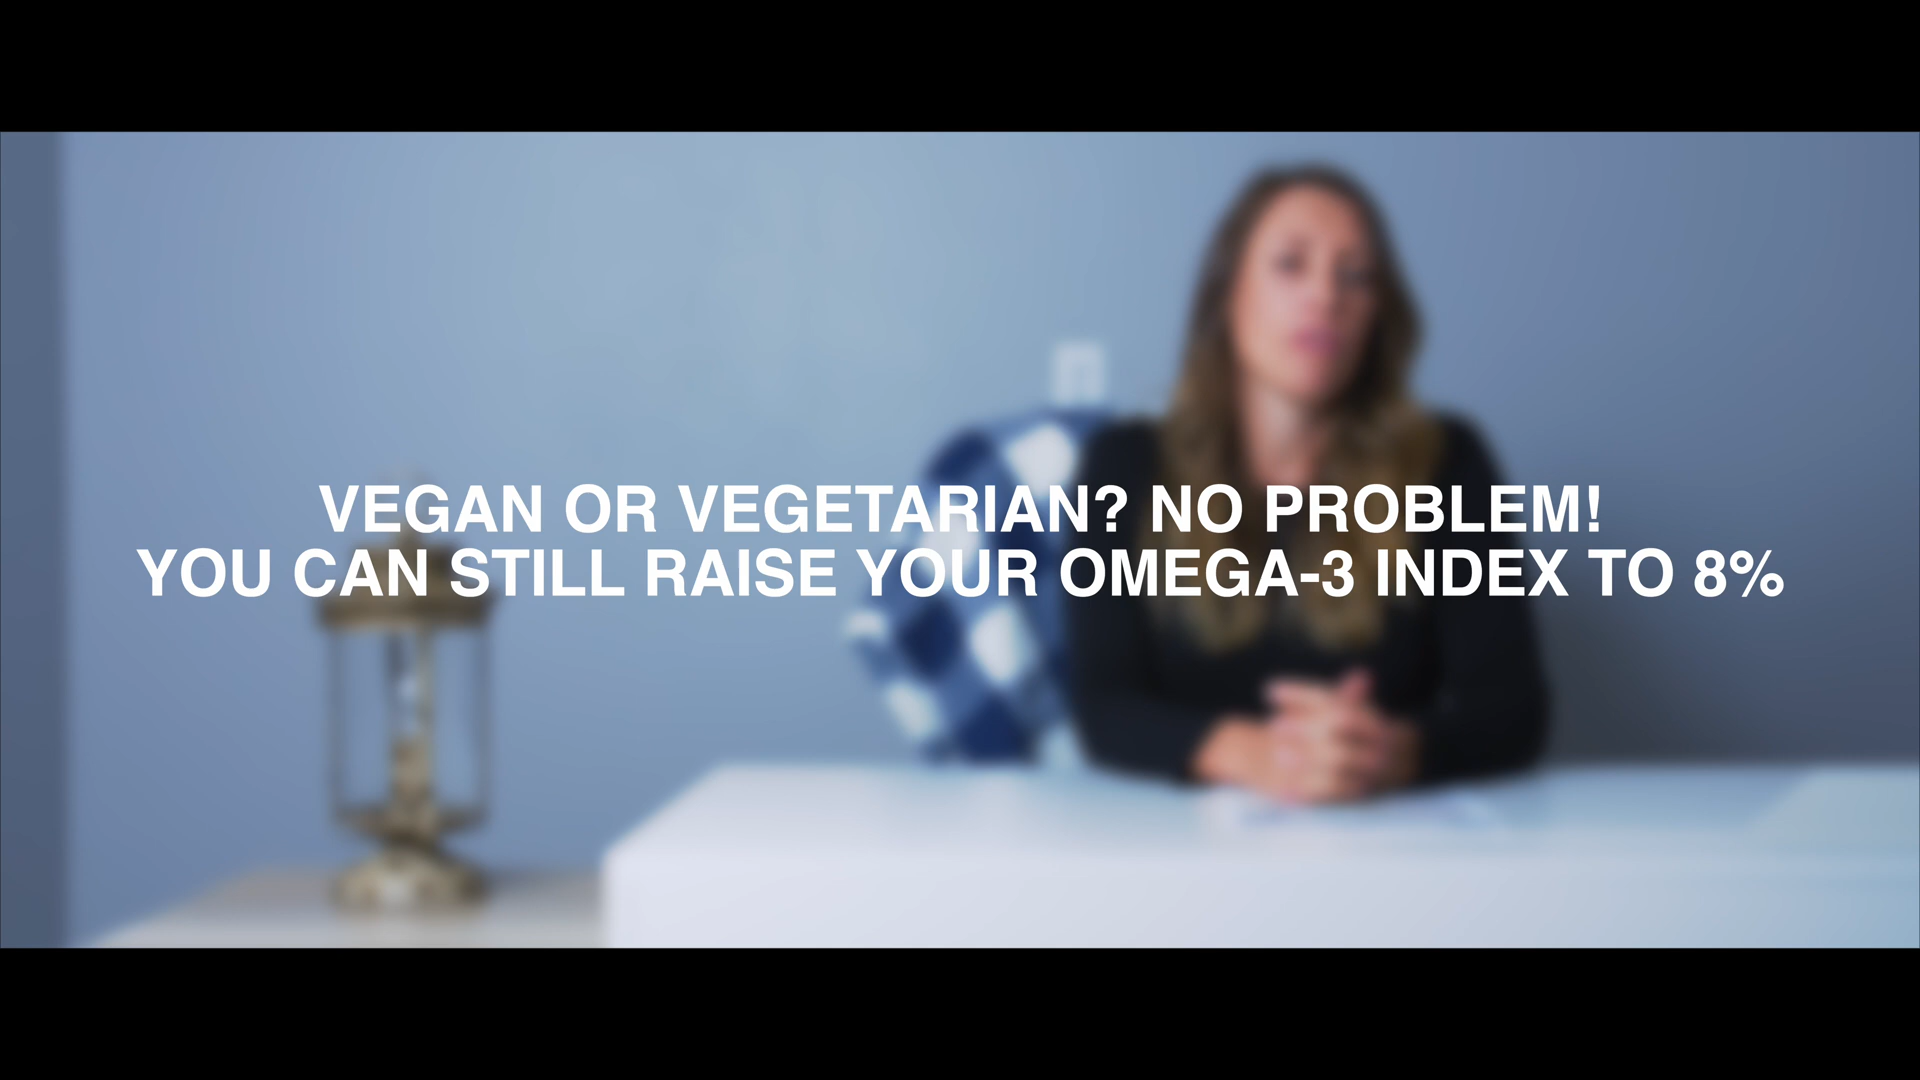 VEGAN OR VEGETARIAN? NO PROBLEM!
YOU CAN STILL RAISE YOUR OMEGA-3 INDEX TO 8%